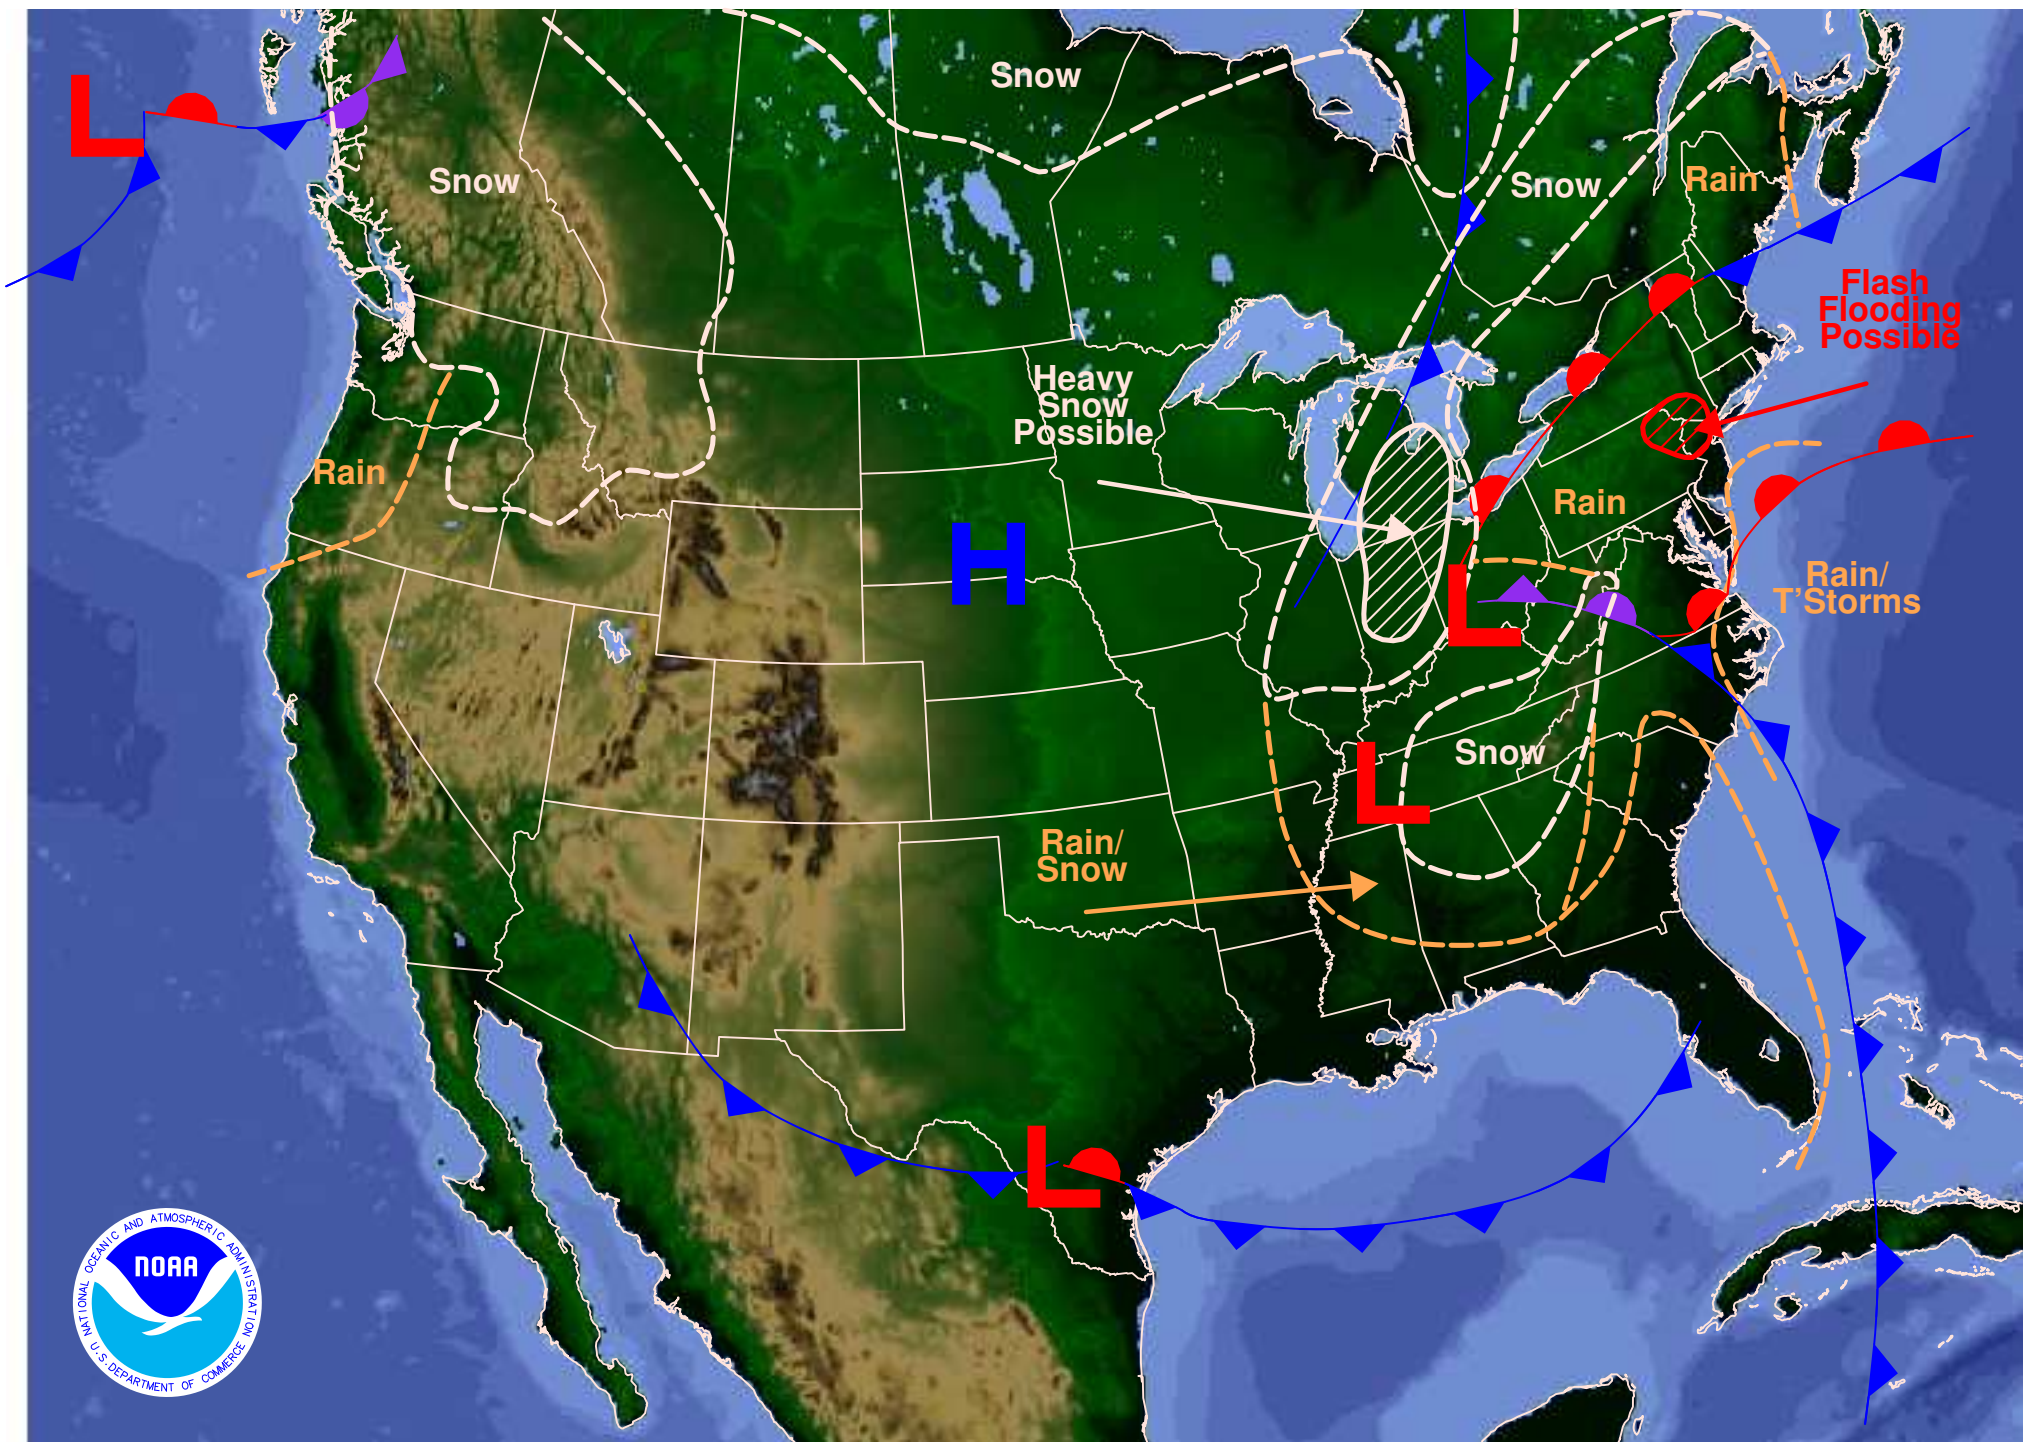 L
Snow
Snow
Snow
Rain
Flash
Flooding
Possible
Heavy
Snow
Possible
Rain
Rain
H
Rain/
T'Storms
L
Snow
L
Rain/
Snow
L
NATIONAL OCEANIC AND ATMOSPHERIC ADMINISTRATION
NOAA
U.S. DEPARTMENT OF COMMERCE